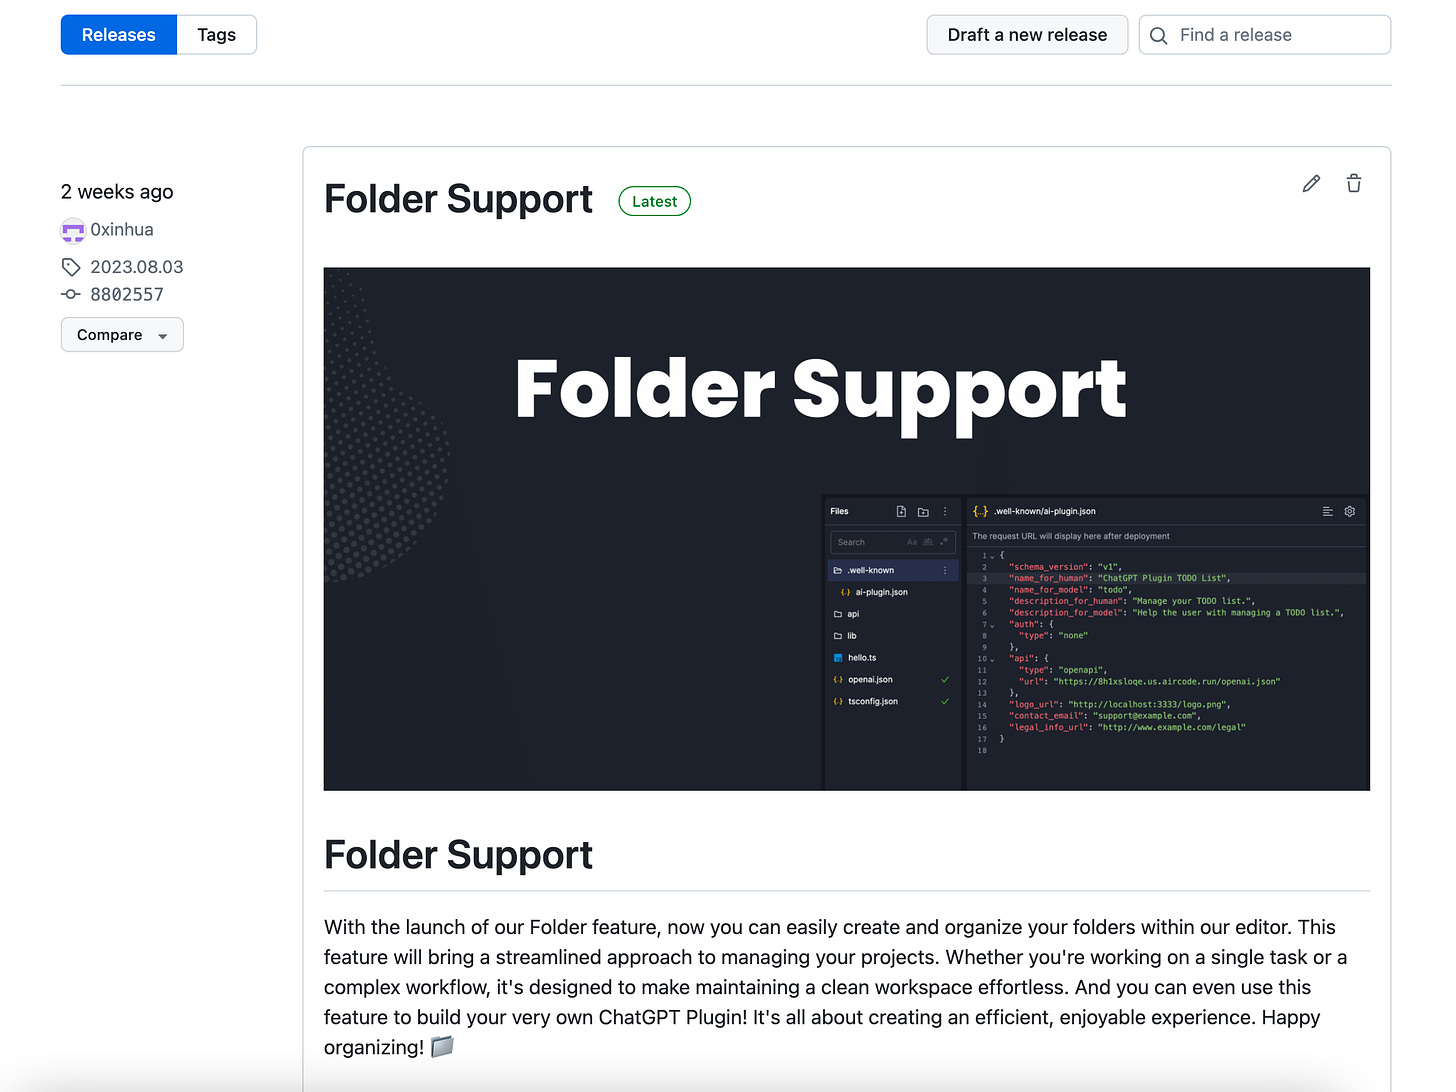 Releases
Tags
Draft a new release
Find a release
2 weeks ago
0xinhua
2023.08.03
8802557
Compare
Folder Support
Latest
Folder Support
Files
Search
Aa
ab
.*
.well-known
ai-plugin.json
api
lib
hello.ts
openai.json
tsconfig.json
{..} .well-known/ai-plugin.json
The request URL will display here after deployment
1 {
2 "schema_version": "v1",
3 "name_for_human": "ChatGPT Plugin TODO List",
4 "name_for_model": "todo",
5 "description_for_human": "Manage your TODO list.",
6 "description_for_model": "Help the user with managing a TODO list.",
7 "auth": {
8 "type": "none"
9 },
10 "api": {
11 "type": "openapi",
12 "url": "https://8h1xsloqe.us.aircode.run/openai.json"
13 },
14 "logo_url": "http://localhost:3333/logo.png",
15 "contact_email": "support@example.com",
16 "legal_info_url": "http://www.example.com/legal"
17 }
18
Folder Support
With the launch of our Folder feature, now you can easily create and organize your folders within our editor. This
feature will bring a streamlined approach to managing your projects. Whether you're working on a single task or a
complex workflow, it's designed to make maintaining a clean workspace effortless. And you can even use this
feature to build your very own ChatGPT Plugin! It's all about creating an efficient, enjoyable experience. Happy
organizing! 📁